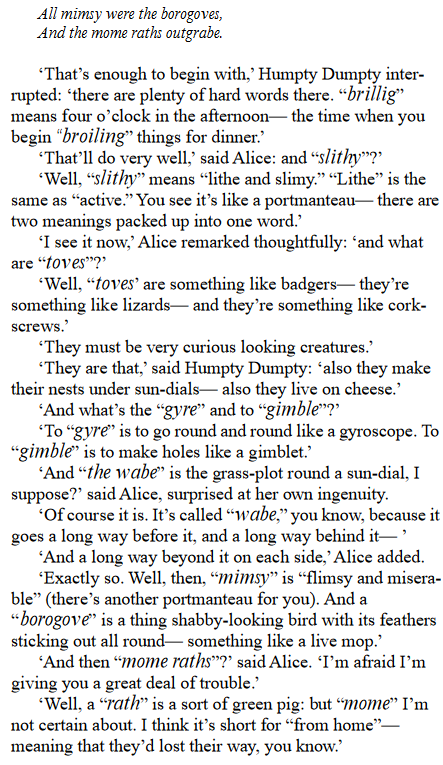 All mimsy were the borogoves,
And the mome raths outgrabe.
‘That’s enough to begin with,’ Humpty Dumpty inter-
rupted: ‘there are plenty of hard words there. “brillig”
means four o’clock in the afternoon— the time when you
begin “broiling” things for dinner.’
‘That’ll do very well,’ said Alice: and “slithy”?’
‘Well, “slithy” means “lithe and slimy.” “Lithe” is the
same as “active.” You see it’s like a portmanteau— there are
two meanings packed up into one word.’
‘I see it now,’ Alice remarked thoughtfully: ‘and what
are “toves”?’
‘Well, “toves’ are something like badgers— they’re
something like lizards— and they’re something like cork-
screws.’
‘They must be very curious looking creatures.’
‘They are that,’ said Humpty Dumpty: ‘also they make
their nests under sun-dials— also they live on cheese.’
‘And what’s the “gyre” and to “gimble”?’
‘To “gyre” is to go round and round like a gyroscope. To
“gimble” is to make holes like a gimblet.’
‘And “the wabe” is the grass-plot round a sun-dial, I
suppose?’ said Alice, surprised at her own ingenuity.
‘Of course it is. It’s called “wabe,” you know, because it
goes a long way before it, and a long way behind it— ’
‘And a long way beyond it on each side,’ Alice added.
‘Exactly so. Well, then, “mimsy” is “flimsy and misera-
ble” (there’s another portmanteau for you). And a
“borogove” is a thing shabby-looking bird with its feathers
sticking out all round— something like a live mop.’
‘And then “mome raths”?’ said Alice. ‘I’m afraid I’m
giving you a great deal of trouble.’
‘Well, a “rath” is a sort of green pig: but “mome” I’m
not certain about. I think it’s short for “from home”—
meaning that they’d lost their way, you know.’